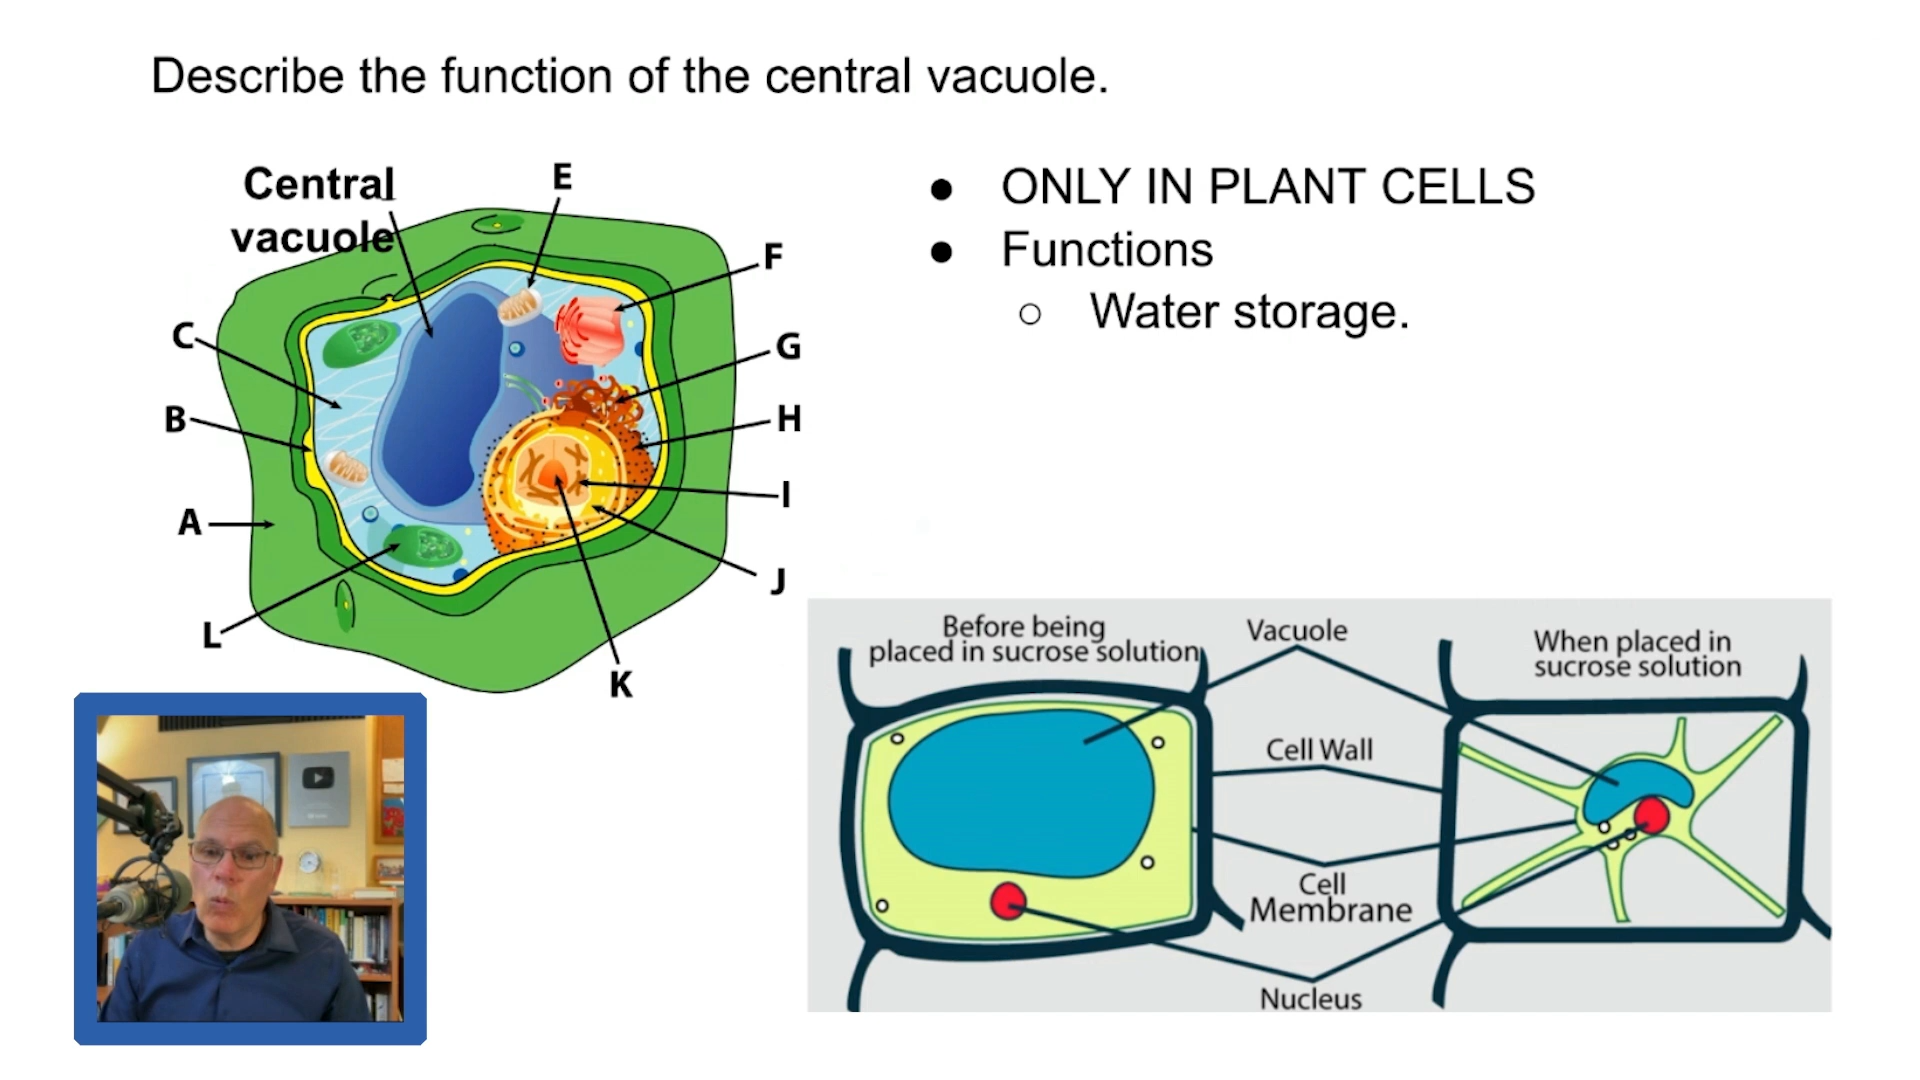 Describe the function of the central vacuole.
Central
vacuole
E
F
C
G
B
H
I
A
J
L
K
● ONLY IN PLANT CELLS
● Functions
○ Water storage.
Before being
placed in sucrose solution
Vacuole
When placed in
sucrose solution
Cell Wall
Cell
Membrane
Nucleus